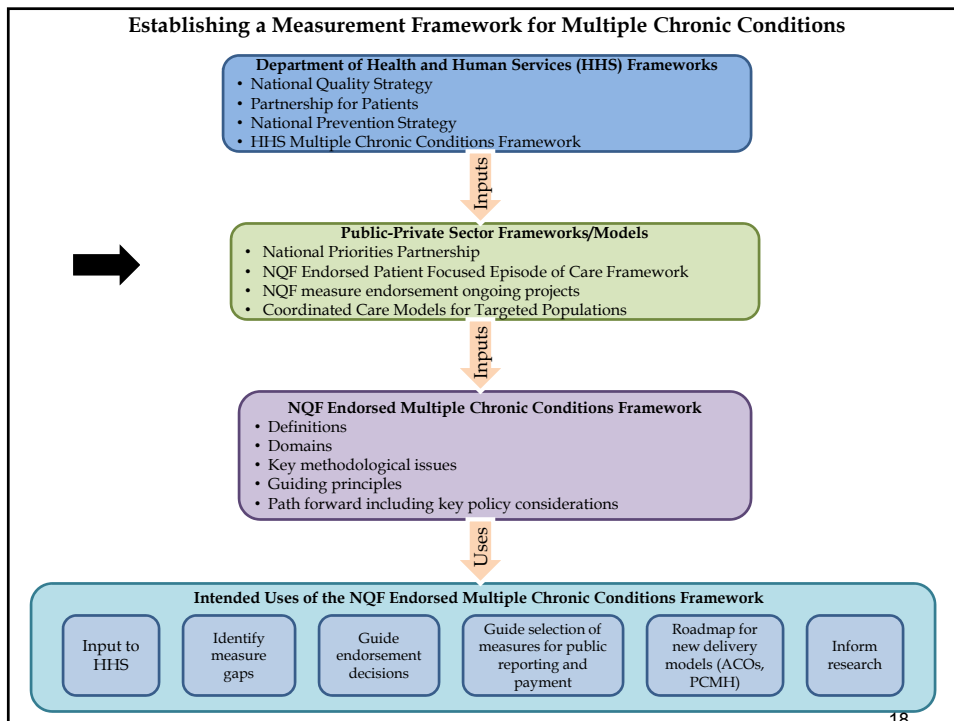 Establishing a Measurement Framework for Multiple Chronic Conditions
Department of Health and Human Services (HHS) Frameworks
• National Quality Strategy
• Partnership for Patients
• National Prevention Strategy
• HHS Multiple Chronic Conditions Framework
Inputs
Public-Private Sector Frameworks/Models
• National Priorities Partnership
• NQF Endorsed Patient Focused Episode of Care Framework
• NQF measure endorsement ongoing projects
• Coordinated Care Models for Targeted Populations
Inputs
NQF Endorsed Multiple Chronic Conditions Framework
• Definitions
• Domains
• Key methodological issues
• Guiding principles
• Path forward including key policy considerations
Uses
Intended Uses of the NQF Endorsed Multiple Chronic Conditions Framework
Input to
HHS
Identify
measure
gaps
Guide
endorsement
decisions
Guide selection of
measures for public
reporting and
payment
Roadmap for
new delivery
models (ACOs,
PCMH)
Inform
research
18